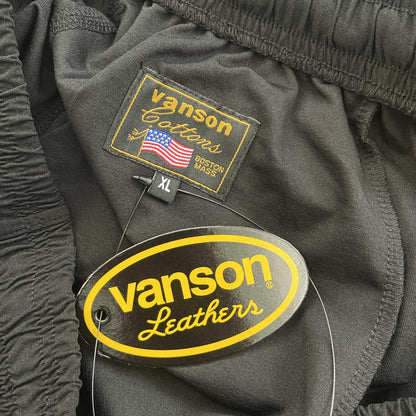 vanson
Cottons
BOSTON
MASS.
XL
vanson®
Leathers